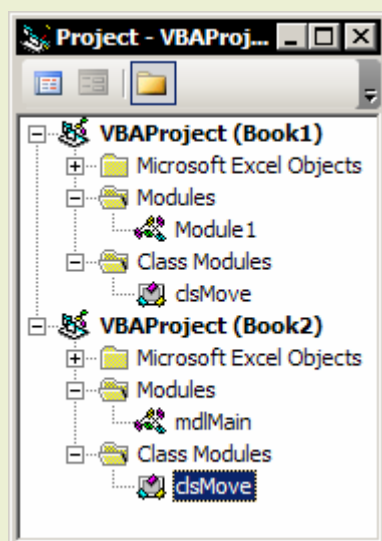 Project - VBAProj...
VBAProject (Book1)
Microsoft Excel Objects
Modules
Module1
Class Modules
clsMove
VBAProject (Book2)
Microsoft Excel Objects
Modules
mdlMain
Class Modules
clsMove